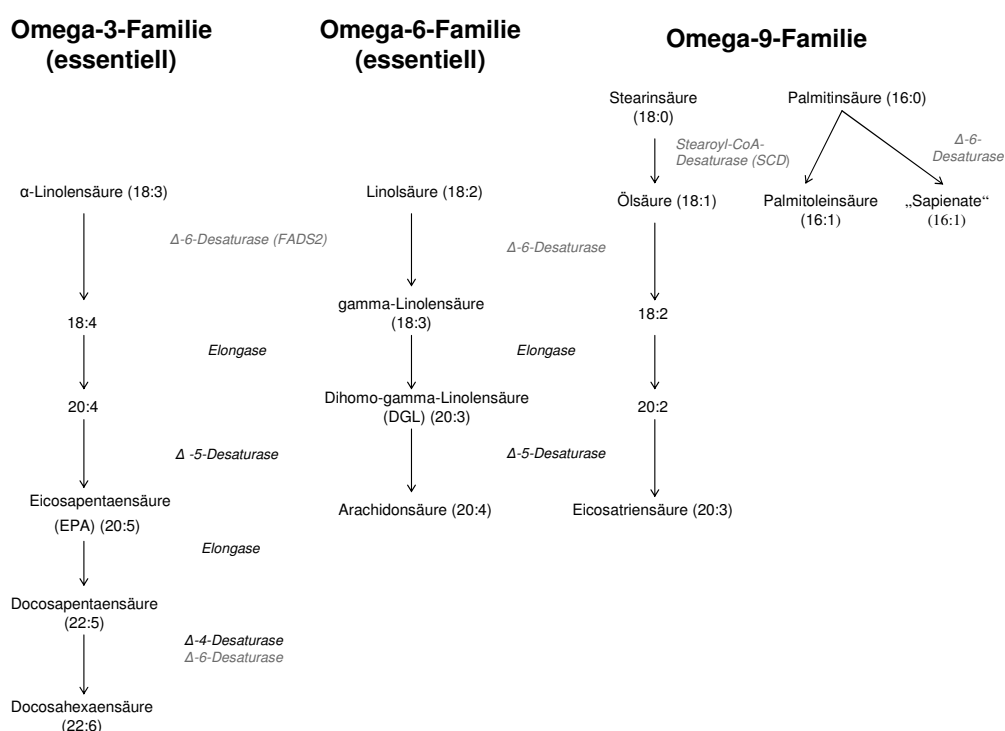 Omega-3-Familie
(essentiell)
Omega-6-Familie
(essentiell)
Omega-9-Familie
Stearinsäure
(18:0)
Palmitinsäure (16:0)
Stearoyl-CoA-
Desaturase (SCD)
Δ-6-
Desaturase
α-Linolensäure (18:3)
Linolsäure (18:2)
Ölsäure (18:1)
Palmitoleinsäure
(16:1)
„Sapienate“
(16:1)
Δ-6-Desaturase (FADS2)
Δ-6-Desaturase
18:4
gamma-Linolensäure
(18:3)
18:2
Elongase
Elongase
20:4
Dihomo-gamma-Linolensäure
(DGL) (20:3)
20:2
Δ -5-Desaturase
Δ-5-Desaturase
Eicosapentaensäure
(EPA) (20:5)
Arachidonsäure (20:4)
Eicosatriensäure (20:3)
Elongase
Docosapentaensäure
(22:5)
Δ-4-Desaturase
Δ-6-Desaturase
Docosahexaensäure
(22:6)